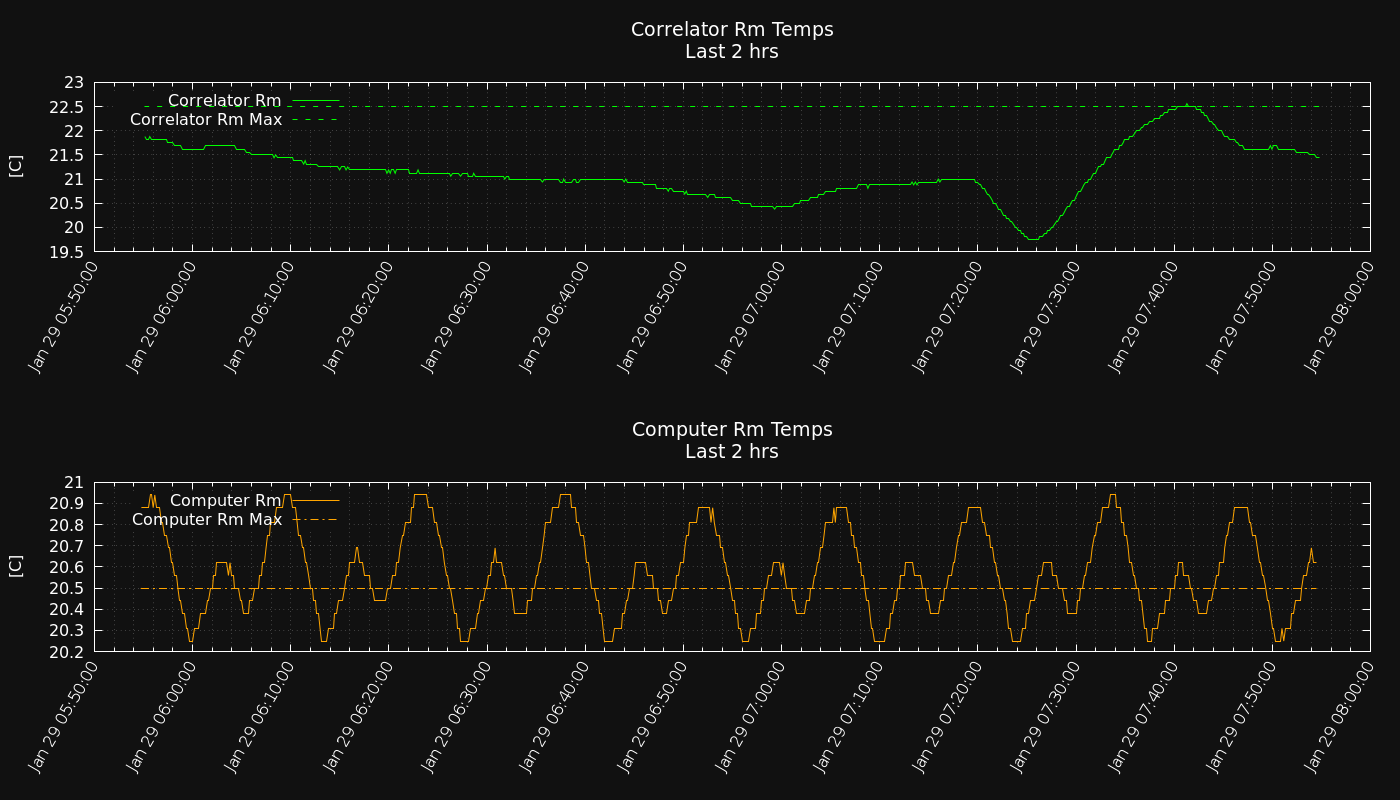 Correlator Rm Temps
Last 2 hrs
[C]
23
22.5
22
21.5
21
20.5
20
19.5
Correlator Rm
Correlator Rm Max
Jan 29 05:50:00
Jan 29 06:00:00
Jan 29 06:10:00
Jan 29 06:20:00
Jan 29 06:30:00
Jan 29 06:40:00
Jan 29 06:50:00
Jan 29 07:00:00
Jan 29 07:10:00
Jan 29 07:20:00
Jan 29 07:30:00
Jan 29 07:40:00
Jan 29 07:50:00
Jan 29 08:00:00
Computer Rm Temps
Last 2 hrs
[C]
21
20.9
20.8
20.7
20.6
20.5
20.4
20.3
20.2
Computer Rm
Computer Rm Max
Jan 29 05:50:00
Jan 29 06:00:00
Jan 29 06:10:00
Jan 29 06:20:00
Jan 29 06:30:00
Jan 29 06:40:00
Jan 29 06:50:00
Jan 29 07:00:00
Jan 29 07:10:00
Jan 29 07:20:00
Jan 29 07:30:00
Jan 29 07:40:00
Jan 29 07:50:00
Jan 29 08:00:00